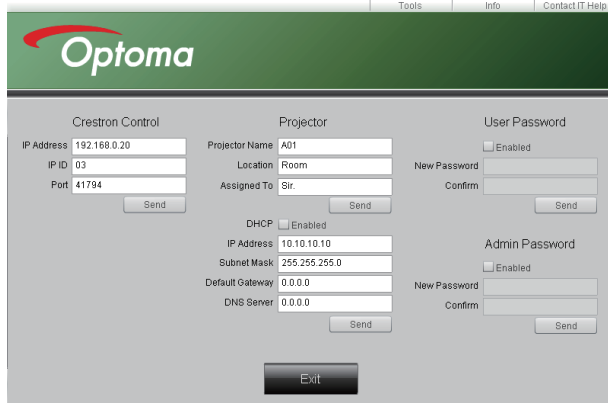 Tools Info Contact IT Help
Optoma
Crestron Control
IP Address 192.168.0.20
IP ID 03
Port 41794
Send
Projector
Projector Name A01
Location Room
Assigned To Sir.
Send
DHCP Enabled
IP Address 10.10.10.10
Subnet Mask 255.255.255.0
Default Gateway 0.0.0.0
DNS Server 0.0.0.0
Send
User Password
Enabled
New Password
Confirm
Send
Admin Password
Enabled
New Password
Confirm
Send
Exit